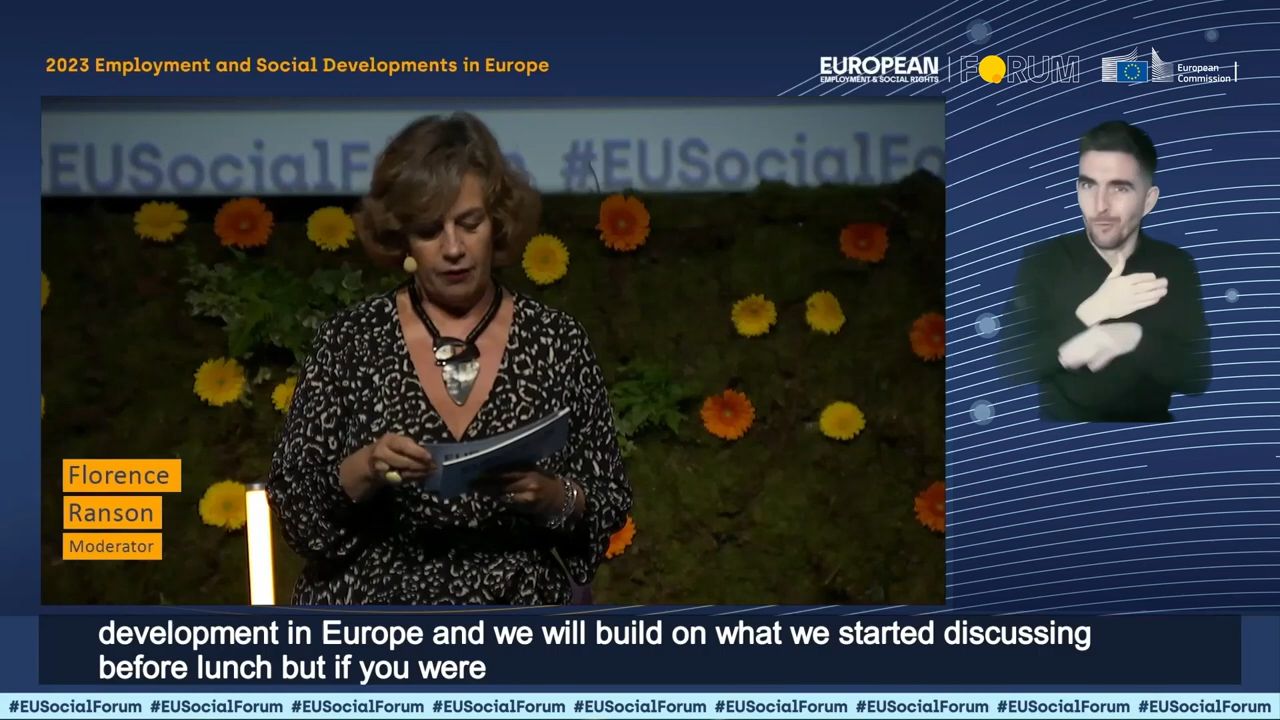 2023 Employment and Social Developments in Europe
EUROPEAN
EMPLOYMENT & SOCIAL RIGHTS
FORUM
European
Commission
#EUSocialForum #EUSocialFo
Florence
Ranson
Moderator
development in Europe and we will build on what we started discussing
before lunch but if you were
#EUSocialForum #EUSocialForum #EUSocialForum #EUSocialForum #EUSocialForum #EUSocialForum #EUSocialForum #EUSocialForum #EUSocialForum